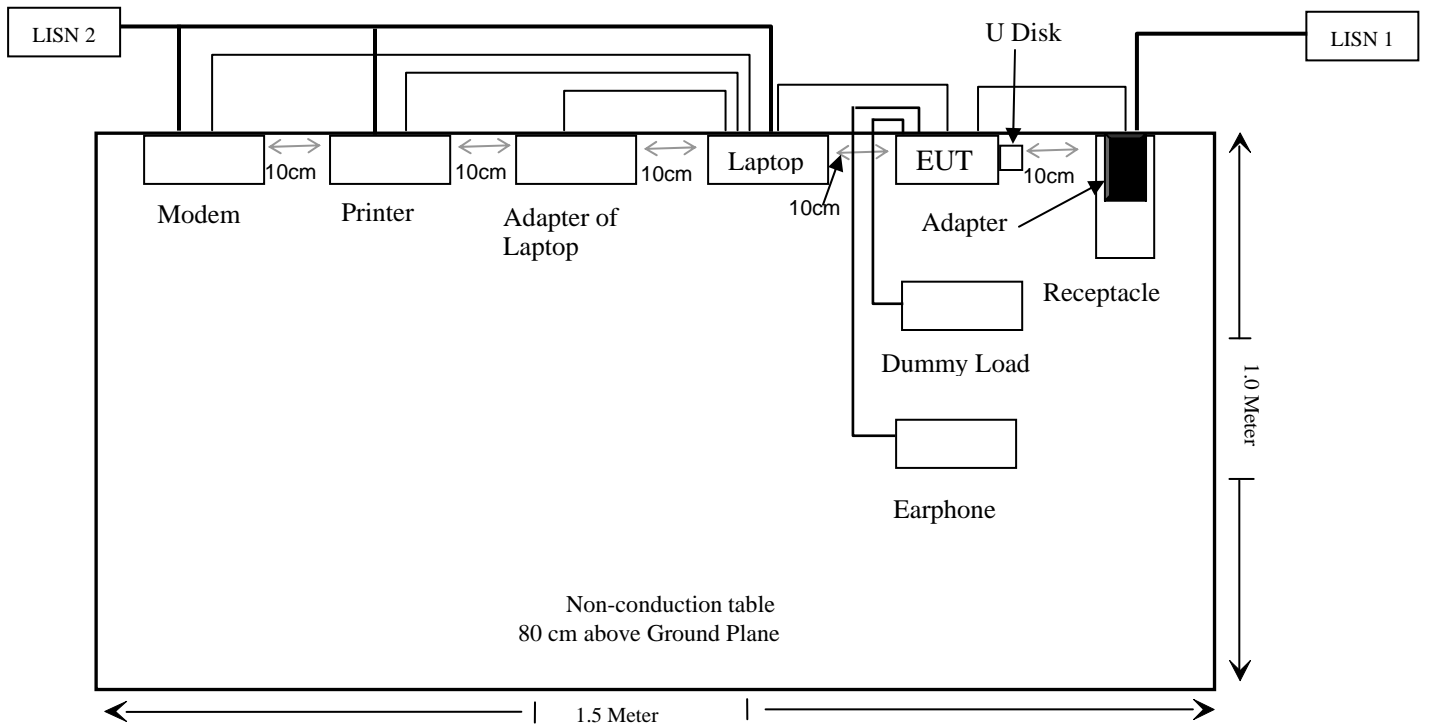 LISN 2
U Disk
LISN 1
Laptop
EUT
10cm
10cm
10cm
10cm
10cm
Modem
Printer
Adapter of
Laptop
Adapter
Receptacle
Dummy Load
1.0 Meter
Earphone
Non-conduction table
80 cm above Ground Plane
1.5 Meter